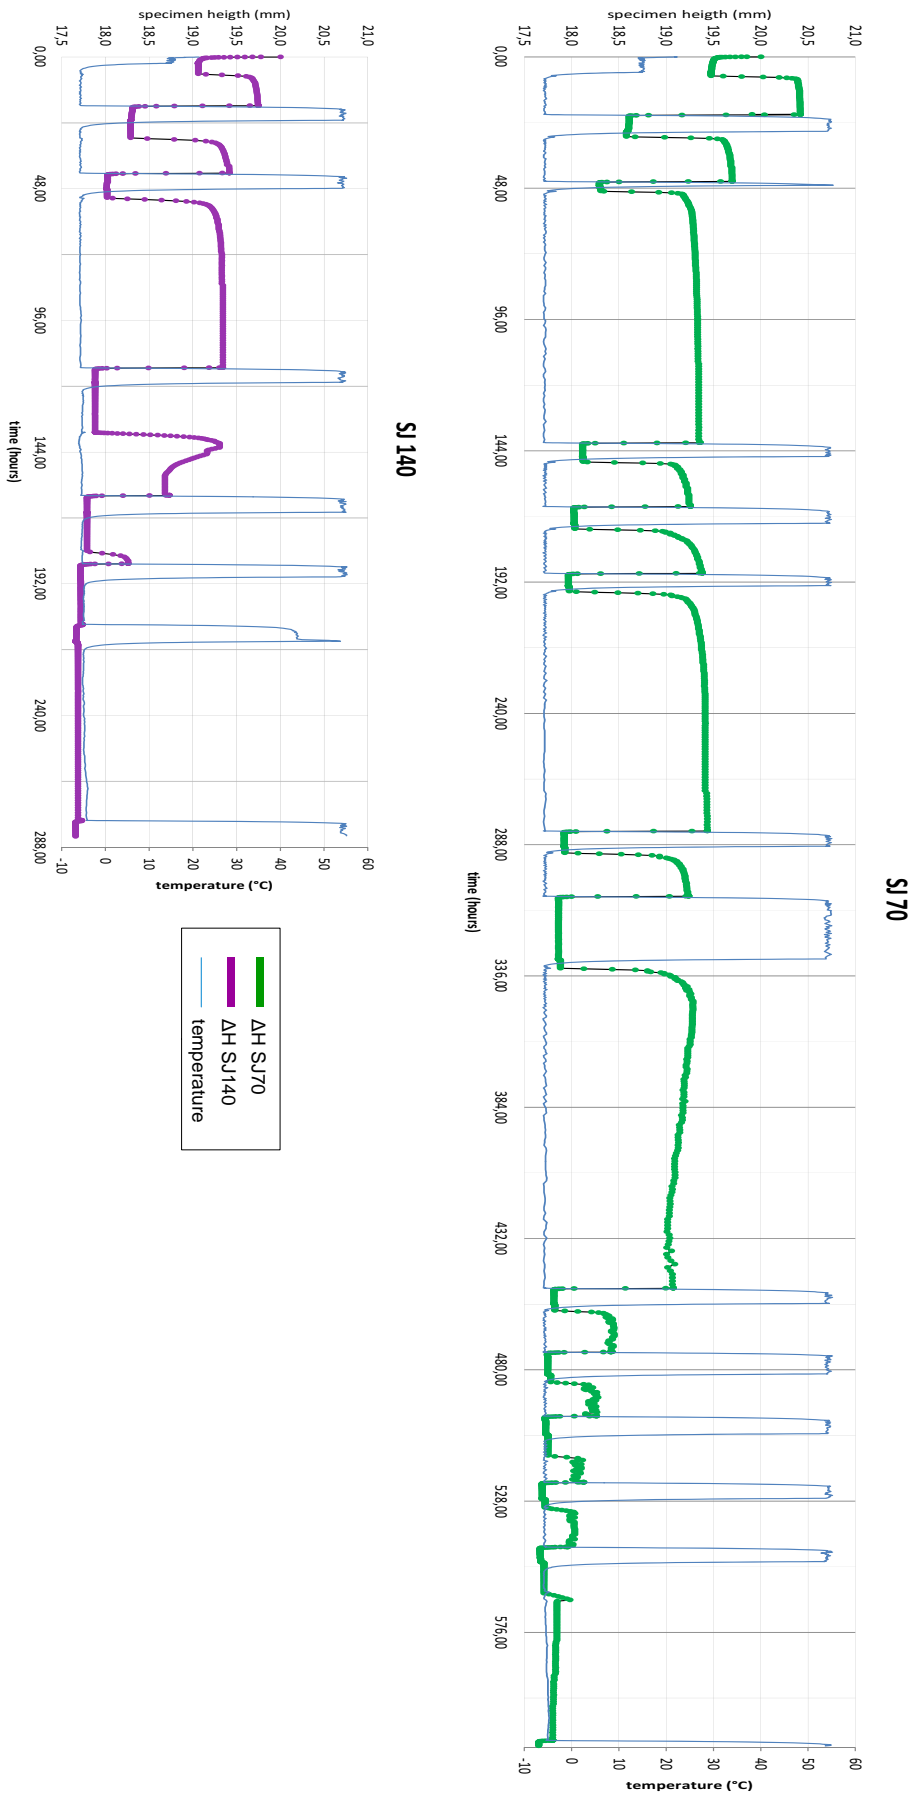 SJ 70
specimen heigth (mm)
21,0
20,5
20,0
19,5
19,0
18,5
18,0
17,5
60
50
40
30
20
10
0
-10
temperature (°C)
0,00 48,00 96,00 144,00 192,00 240,00 288,00 336,00 384,00 432,00 480,00 528,00 576,00
time (hours)
SJ 140
specimen heigth (mm)
21,0
20,5
20,0
19,5
19,0
18,5
18,0
17,5
60
50
40
30
20
10
0
-10
temperature (°C)
0,00 48,00 96,00 144,00 192,00 240,00 288,00
time (hours)
ΔH SJ70
ΔH SJ140
temperature